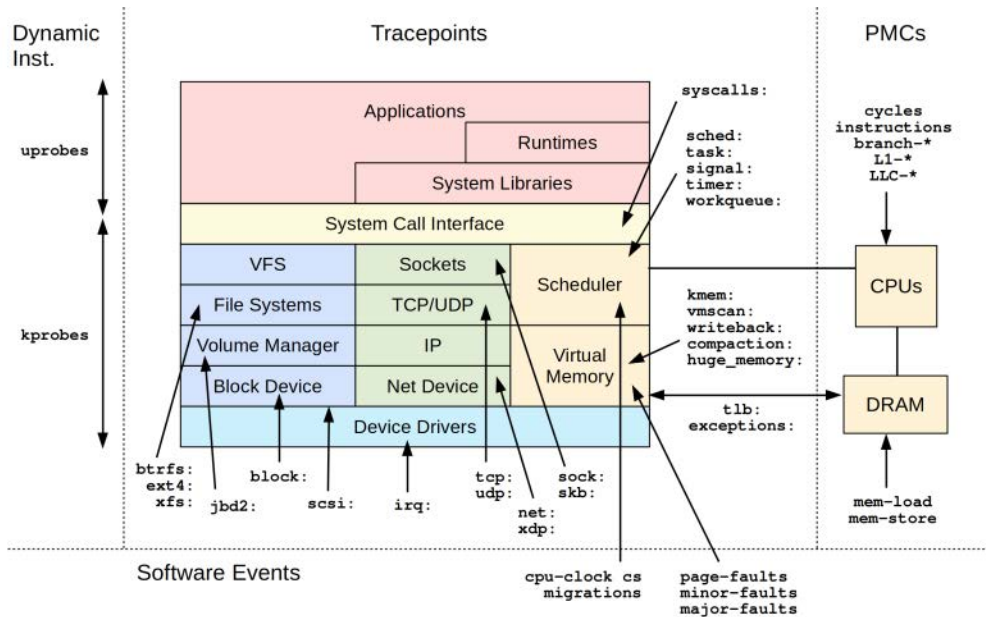 Dynamic
Inst.
Tracepoints
PMCs
uprobes
kprobes
Applications
Runtimes
System Libraries
System Call Interface
VFS
Sockets
Scheduler
File Systems
TCP/UDP
Volume Manager
IP
Virtual
Memory
Block Device
Net Device
Device Drivers
syscalls:
sched:
task:
signal:
timer:
workqueue:
kmem:
vmscan:
writeback:
compaction:
huge_memory:
tlb:
exceptions:
cycles
instructions
branch-*
L1-*
LLC-*
CPUs
DRAM
mem-load
mem-store
btrfs:
ext4:
xfs:
jbd2:
block:
scsi:
irq:
tcp:
udp:
sock:
skb:
net:
xdp:
Software Events
cpu-clock cs
migrations
page-faults
minor-faults
major-faults